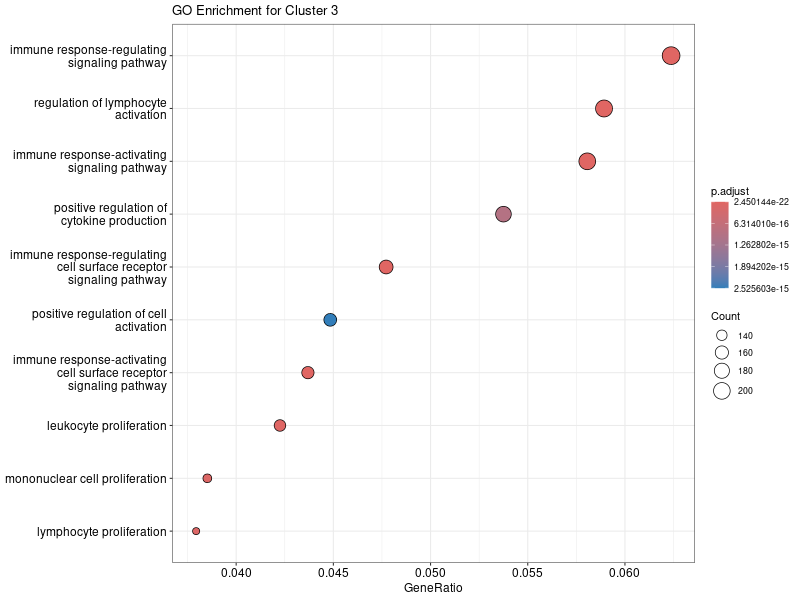 GO Enrichment for Cluster 3
immune response-regulating
signaling pathway
regulation of lymphocyte
activation
immune response-activating
signaling pathway
positive regulation of
cytokine production
immune response-regulating
cell surface receptor
signaling pathway
positive regulation of cell
activation
immune response-activating
cell surface receptor
signaling pathway
leukocyte proliferation
mononuclear cell proliferation
lymphocyte proliferation
0.040
0.045
0.050
0.055
0.060
GeneRatio
p.adjust
2.450144e-22
6.314010e-16
1.262802e-15
1.894202e-15
2.525603e-15
Count
140
160
180
200